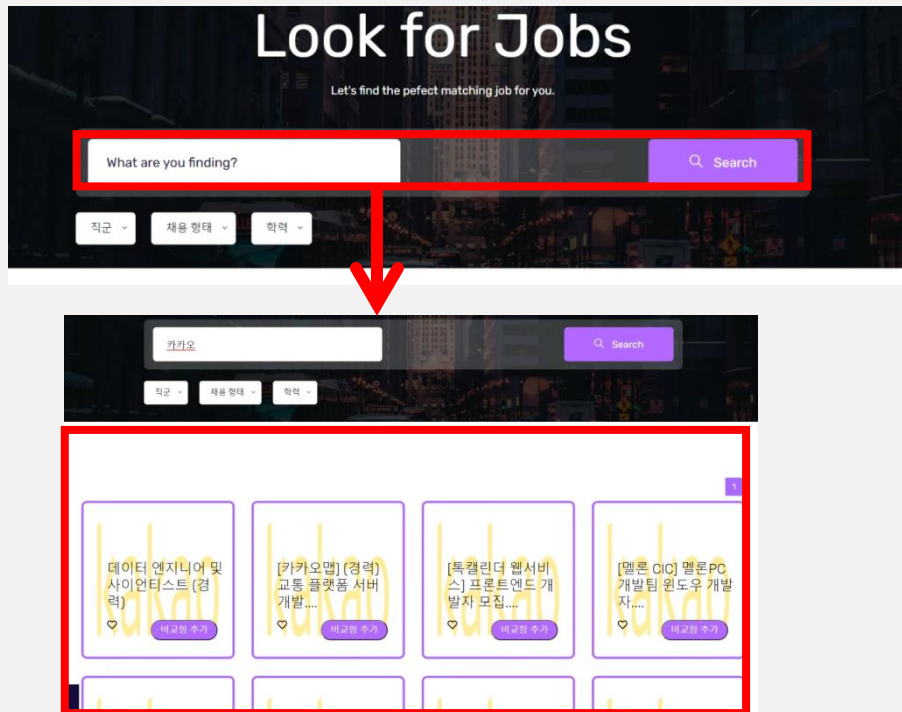 Look for Jobs
Let's find the pefect matching job for you.
What are you finding?
Search
직군
채용 형태
학력
카카오
Search
직군
채용 형태
학력
1
kakao
데이터 엔지니어 및
사이언티스트 (경
력)
비교함 추가
kakao
[카카오맵] (경력)
교통 플랫폼 서버
개발....
비교함 추가
kakao
[톡캘린더 웹서비
스] 프론트엔드 개
발자 모집....
비교함 추가
kakao
[멜론 CIC] 멜론PC
개발팀 윈도우 개발
자....
비교함 추가